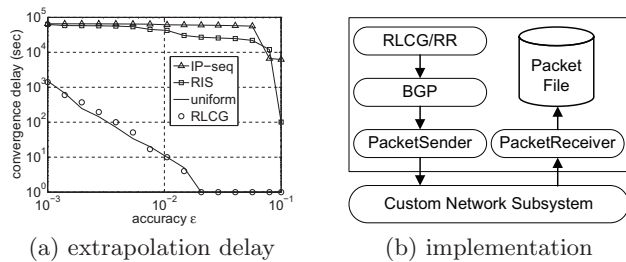 10^5
10^4
10^3
10^2
10^1
10^0
convergence delay (sec)
IP-seq
RIS
uniform
RLCG
10^-3
10^-2
10^-1
accuracy ε
(a) extrapolation delay
RLCG/RR
BGP
PacketSender
Packet
File
PacketReceiver
Custom Network Subsystem
(b) implementation